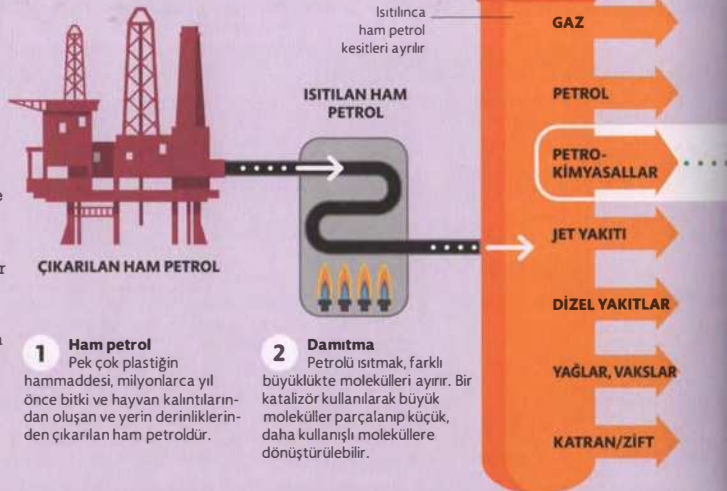 Isıtılınca
ham petrol
kesitleri ayrılır
ISITILAN HAM
PETROL
ÇIKARILAN HAM PETROL
GAZ
PETROL
PETRO-
KİMYASALLAR
JET YAKITI
DİZEL YAKITLAR
YAĞLAR, VAKSLAR
KATRAN/ZİFT
1 Ham petrol
Pek çok plastiğin
hammaddesi, milyonlarca yıl
önce bitki ve hayvan kalıntıların-
dan oluşan ve yerin derinliklerin-
den çıkarılan ham petroldür.
2 Damıtma
Petrolü ısıtmak, farklı
büyüklükte molekülleri ayırır. Bir
katalizör kullanılarak büyük
moleküller parçalanıp küçük,
daha kullanışlı moleküllere
dönüştürülebilir.